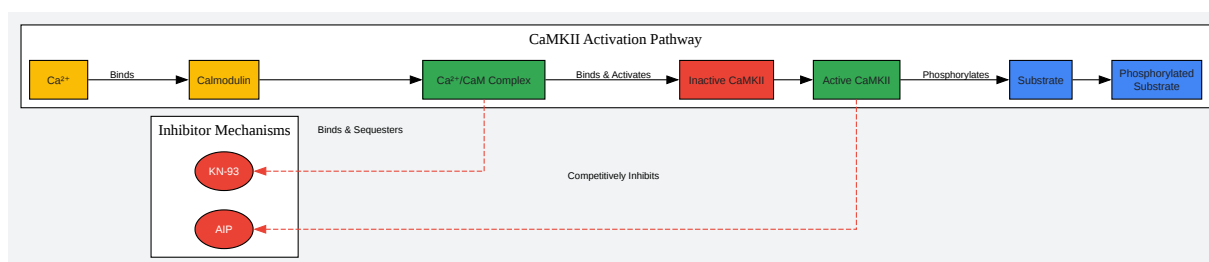 CaMKII Activation Pathway
Ca²⁺
Binds
Calmodulin
Ca²⁺/CaM Complex
Binds & Activates
Inactive CaMKII
Active CaMKII
Phosphorylates
Substrate
Phosphorylated
Substrate
Inhibitor Mechanisms
Binds & Sequesters
KN-93
Competitively Inhibits
AIP